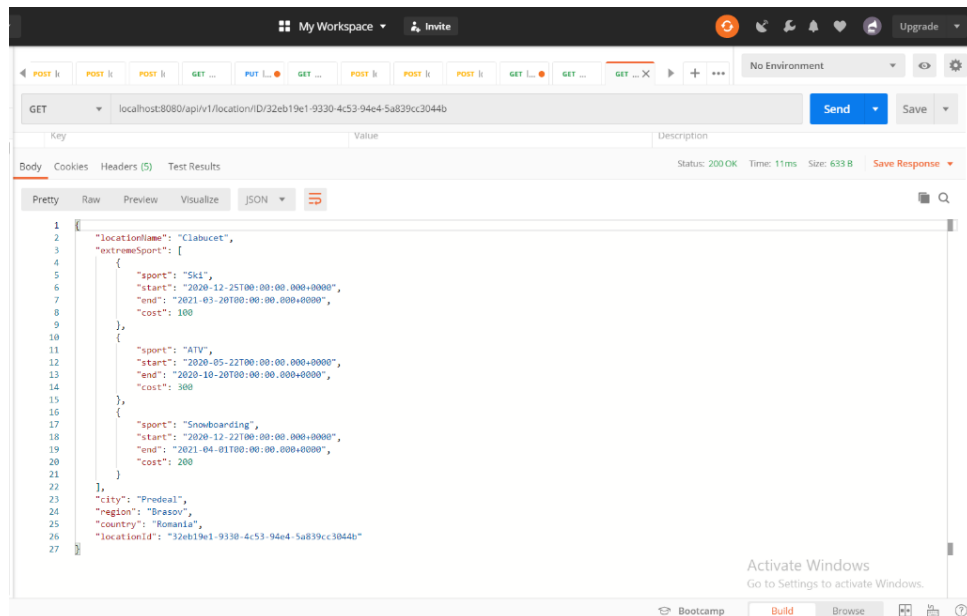 My Workspace Invite Upgrade
POST POST POST GET ... PUT GET ... POST POST POST GET GET ... GET ... X + ••• No Environment
GET localhost:8080/api/v1/location/ID/32eb19e1-9330-4c53-94e4-5a839cc3044b Send Save
Key Value Description
Body Cookies Headers (5) Test Results Status: 200 OK Time: 11ms Size: 633 B Save Response
Pretty Raw Preview Visualize JSON
1 {
2 "locationName": "Clabucet",
3 "extremeSport": [
4 {
5 "sport": "Ski",
6 "start": "2020-12-25T00:00:00.000+0000",
7 "end": "2021-03-20T00:00:00.000+0000",
8 "cost": 100
9 },
10 {
11 "sport": "ATV",
12 "start": "2020-05-22T00:00:00.000+0000",
13 "end": "2020-10-20T00:00:00.000+0000",
14 "cost": 300
15 },
16 {
17 "sport": "Snowboarding",
18 "start": "2020-12-22T00:00:00.000+0000",
19 "end": "2021-04-01T00:00:00.000+0000",
20 "cost": 200
21 }
22 ],
23 "city": "Predeal",
24 "region": "Brasov",
25 "country": "Romania",
26 "locationId": "32eb19e1-9330-4c53-94e4-5a839cc3044b"
27 }
Activate Windows
Go to Settings to activate Windows.
Bootcamp Build Browse